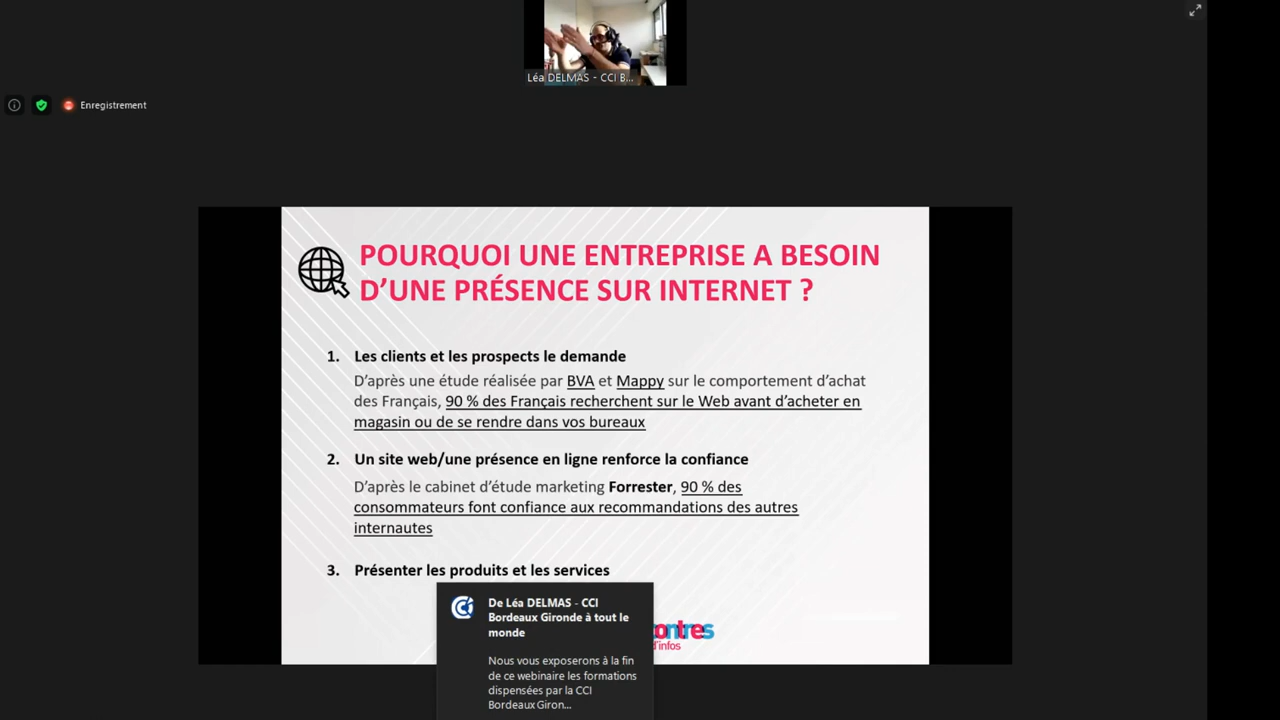 Léa DELMAS - CCI B...
Enregistrement
POURQUOI UNE ENTREPRISE A BESOIN
D’UNE PRÉSENCE SUR INTERNET ?
1. Les clients et les prospects le demande
D’après une étude réalisée par BVA et Mappy sur le comportement d’achat
des Français, 90 % des Français recherchent sur le Web avant d’acheter en
magasin ou de se rendre dans vos bureaux
2. Un site web/une présence en ligne renforce la confiance
D’après le cabinet d’étude marketing Forrester, 90 % des
consommateurs font confiance aux recommandations des autres
internautes
3. Présenter les produits et les services
De Léa DELMAS - CCI
Bordeaux Gironde à tout le
monde
Nous vous exposerons à la fin
de ce webinaire les formations
dispensées par la CCI
Bordeaux Giron...
contres
d'infos